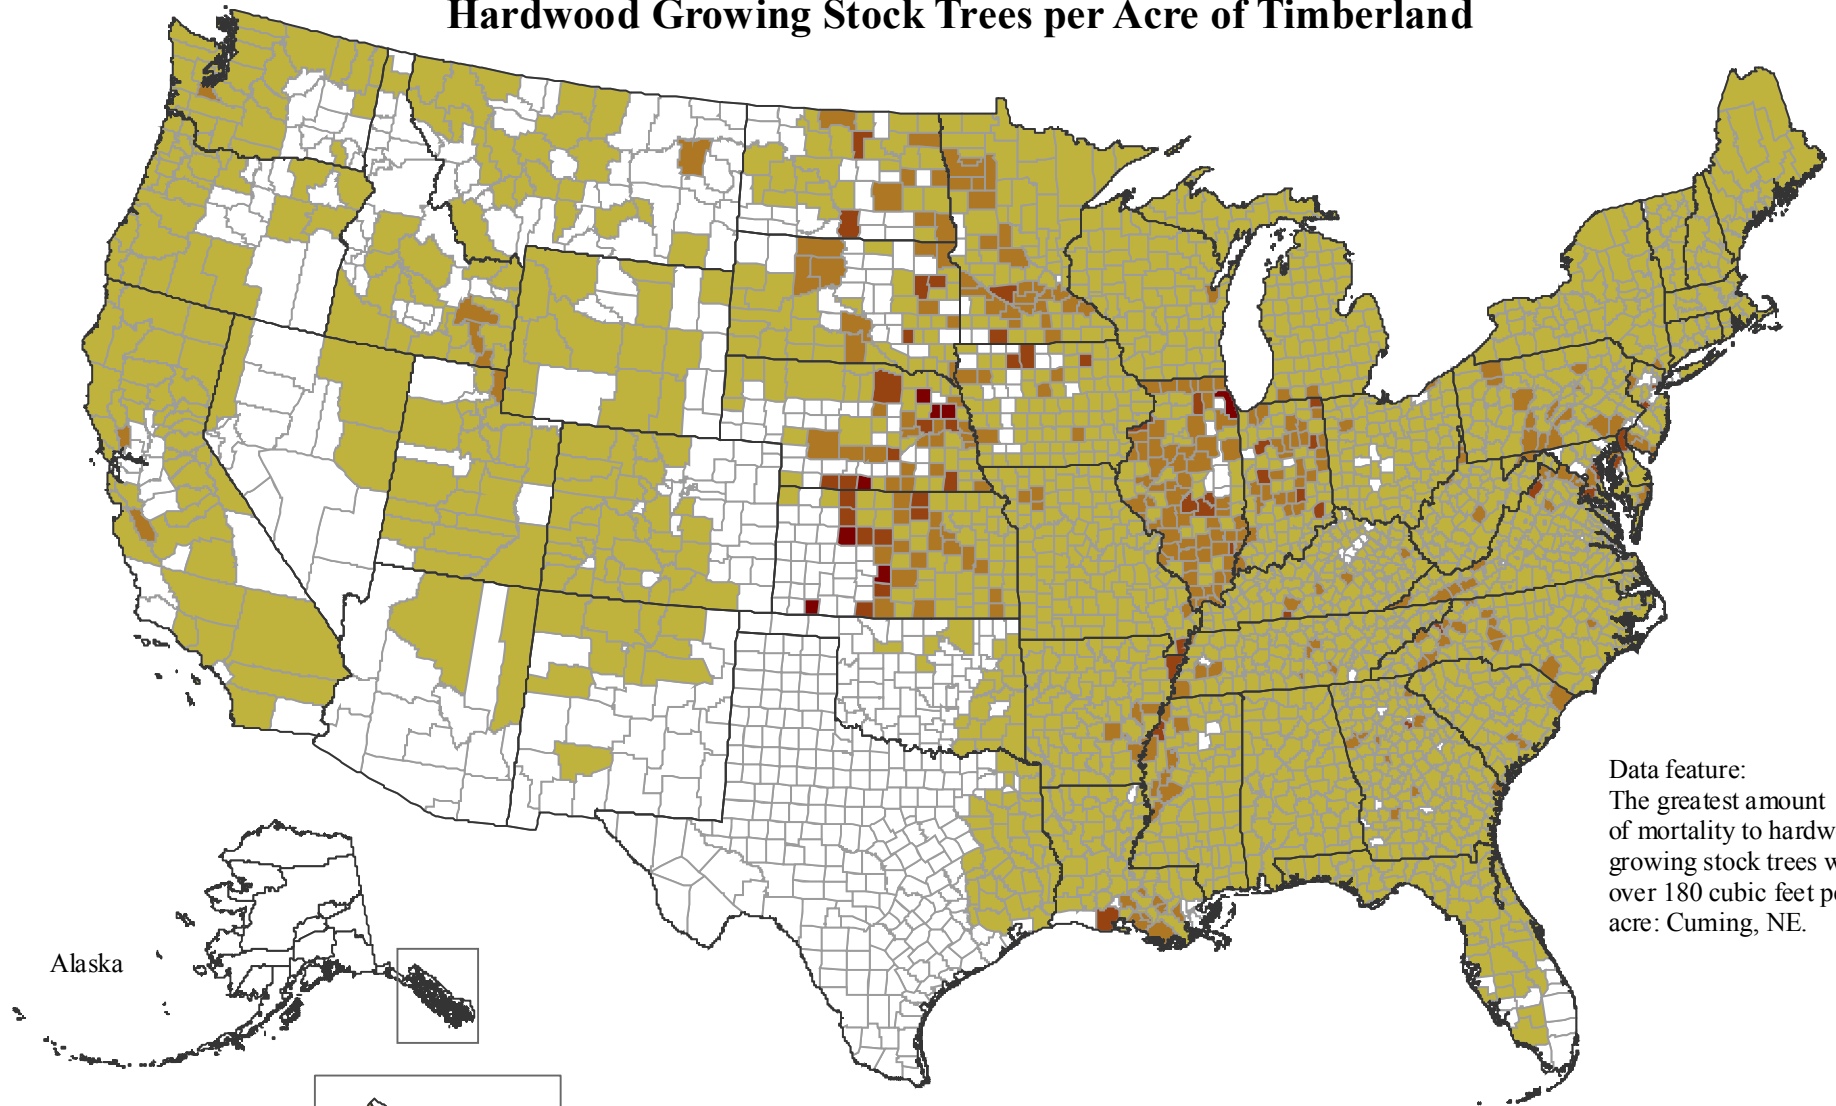 Hardwood Growing Stock Trees per Acre of Timberland
Data feature:
The greatest amount
of mortality to
growing stock trees
over 180 cubic feet
acre: Cuming, NE.
Alaska